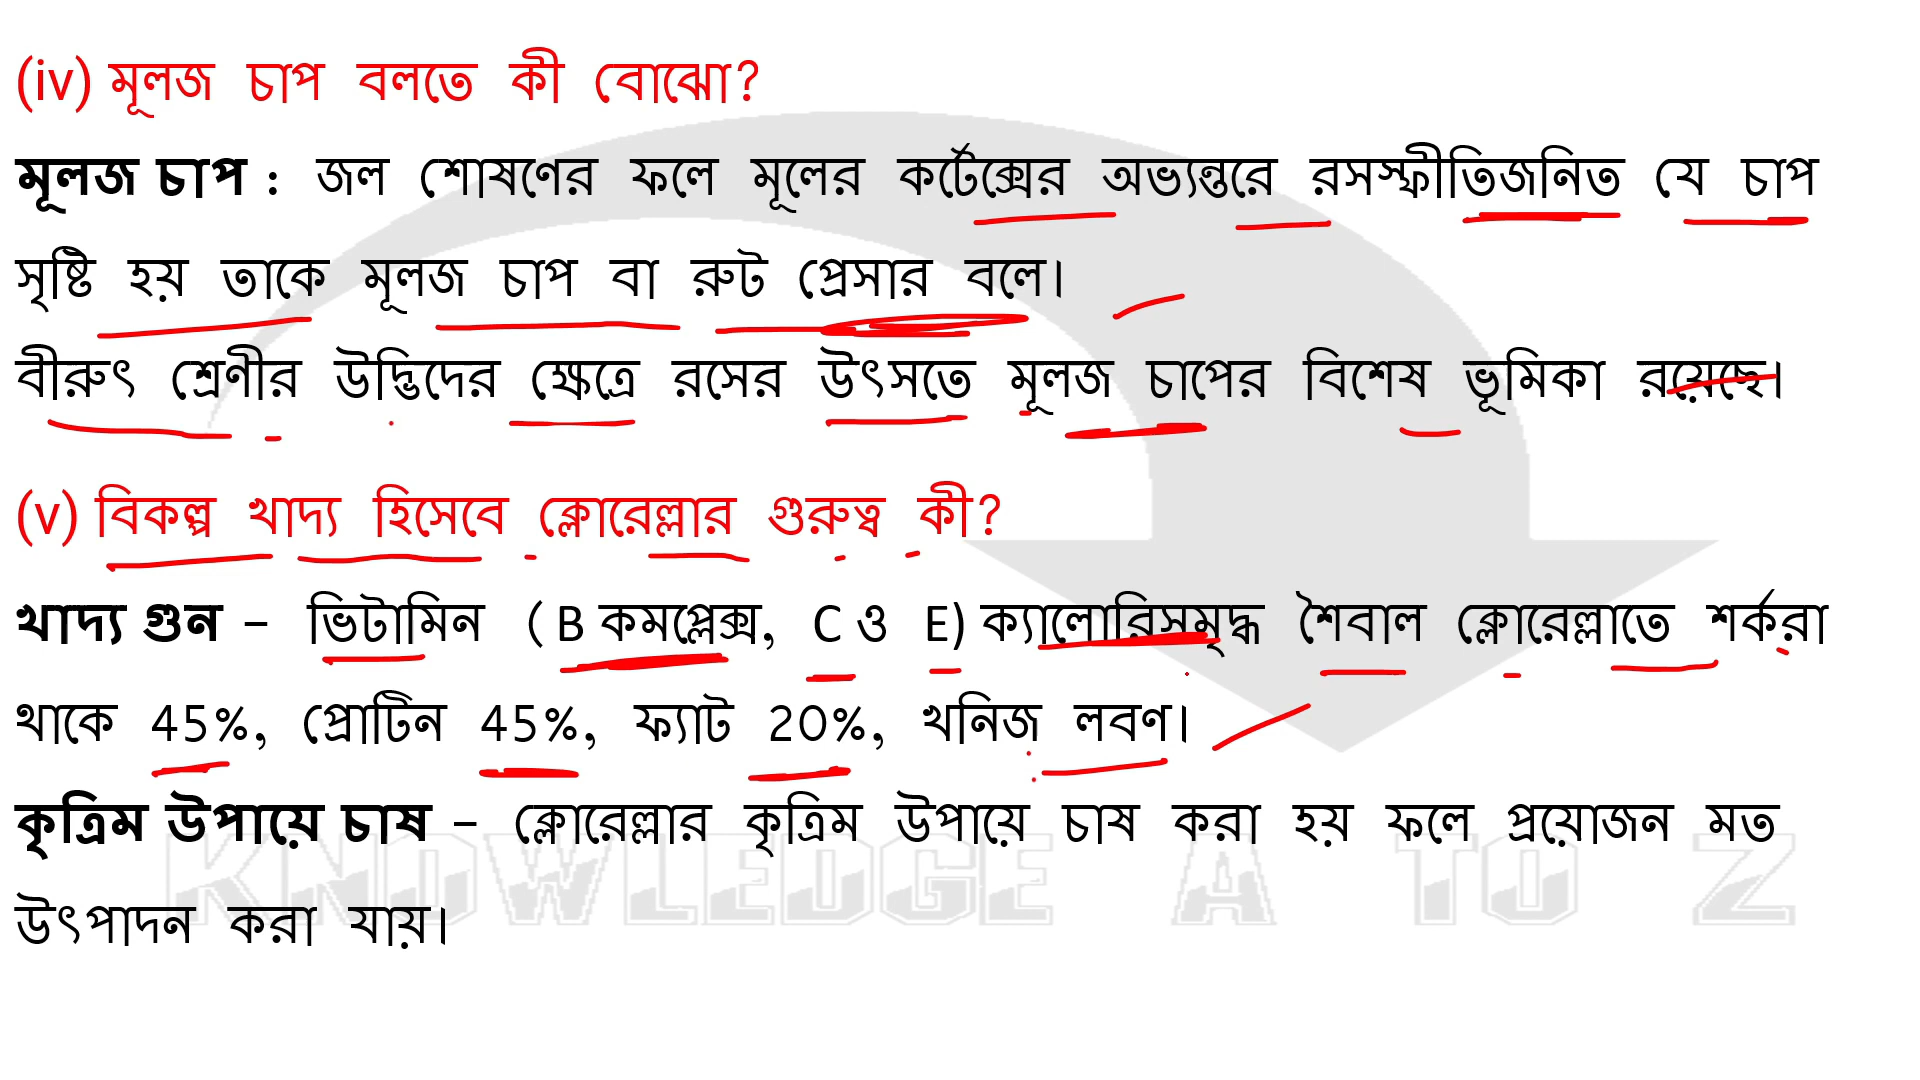 (iv) মূলজ চাপ বলতে কী বোঝো?
মূলজ চাপ : জল শোষণের ফলে মূলের কর্টেক্সের অভ্যন্তরে রসস্ফীতিজনিত যে চাপ
সৃষ্টি হয় তাকে মূলজ চাপ বা রুট প্রেসার বলে।
বীরুৎ শ্রেণীর উদ্ভিদের ক্ষেত্রে রসের উৎসতে মূলজ চাপের বিশেষ ভূমিকা রয়েছে।
(v) বিকল্প খাদ্য হিসেবে ক্লোরেল্লার গুরুত্ব কী?
খাদ্য গুন – ভিটামিন ( B কমপ্লেক্স, C ও E) ক্যালোরিসমৃদ্ধ শৈবাল ক্লোরেল্লাতে শর্করা
থাকে 45%, প্রোটিন 45%, ফ্যাট 20%, খনিজ লবণ।
কৃত্রিম উপায়ে চাষ – ক্লোরেল্লার কৃত্রিম উপায়ে চাষ করা হয় ফলে প্রয়োজন মত
উৎপাদন করা যায়।
KNOWLEDGE A TO Z